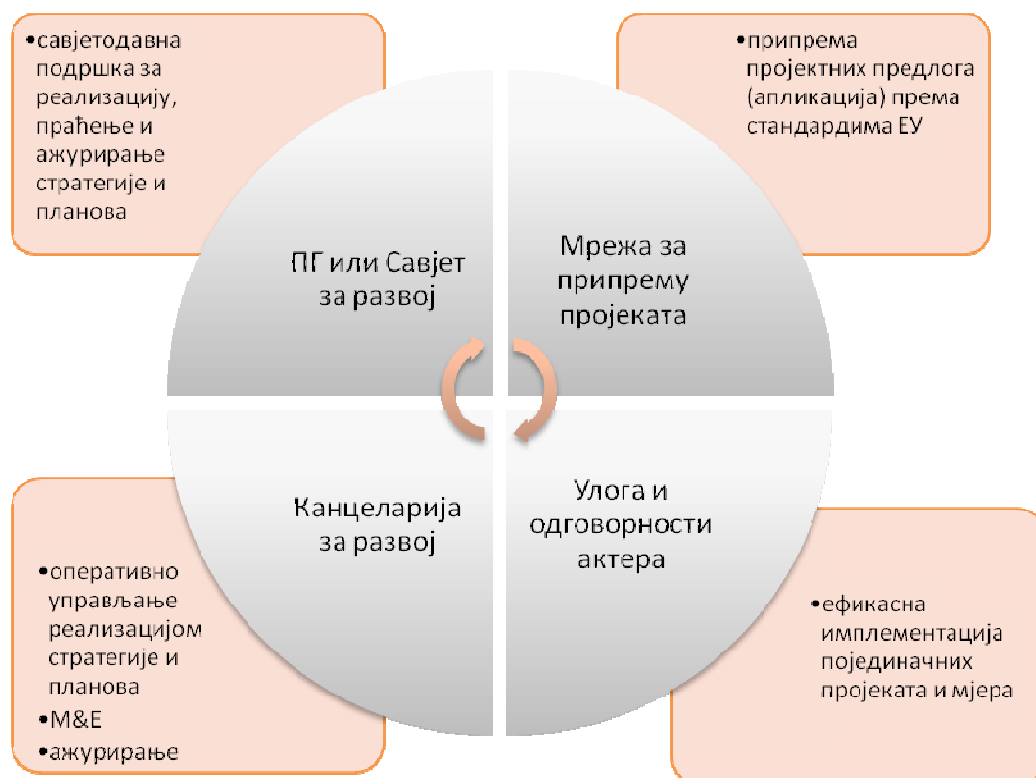 •савјетодавна
подршка за
реализацију,
праћење и
ажурирање
стратегије и
планова
•припрема
пројектних предлога
(апликација) према
стандардима ЕУ
ПГ или Савјет
за развој
Мрежа за
припрему
пројеката
Канцеларија
за развој
Улога и
одговорности
актера
•оперативно
управљање
реализацијом
стратегије и
планова
•M&E
•ажурирање
•ефикасна
имплементација
појединачних
пројеката и мјера